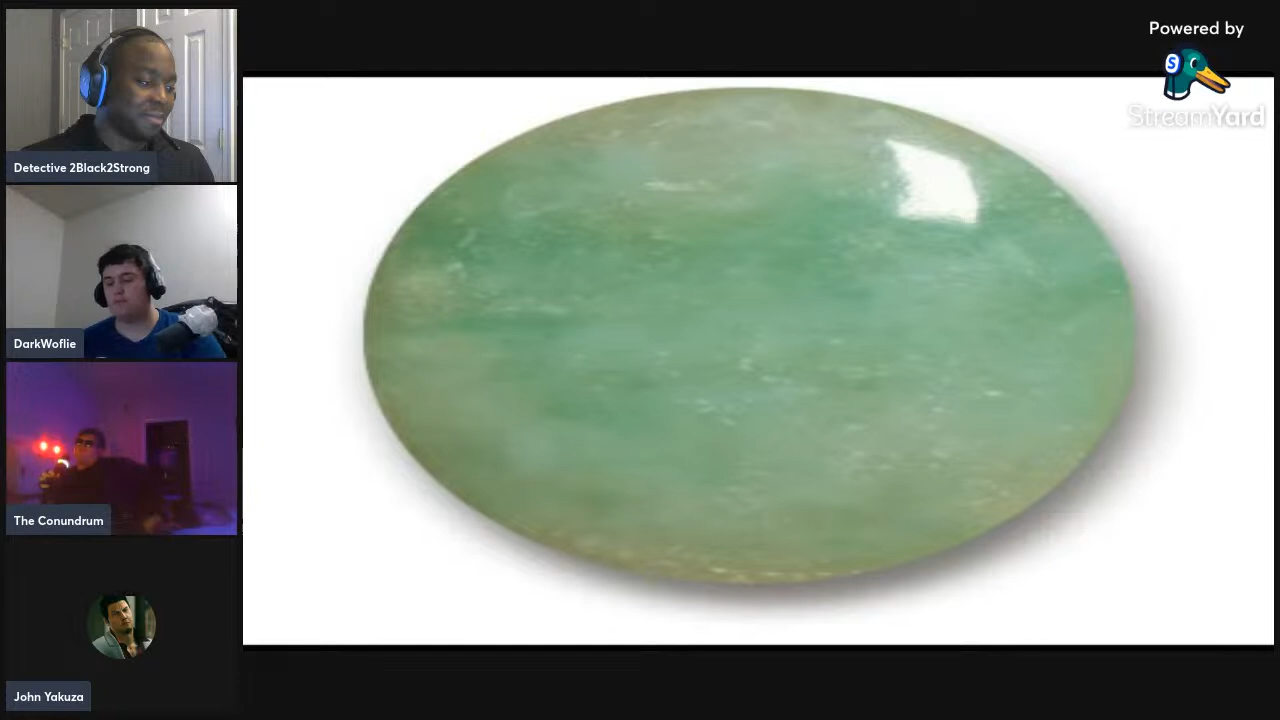 Detective 2Black2Strong
DarkWoflie
The Conundrum
John Yakuza
Powered by
S
StreamYard